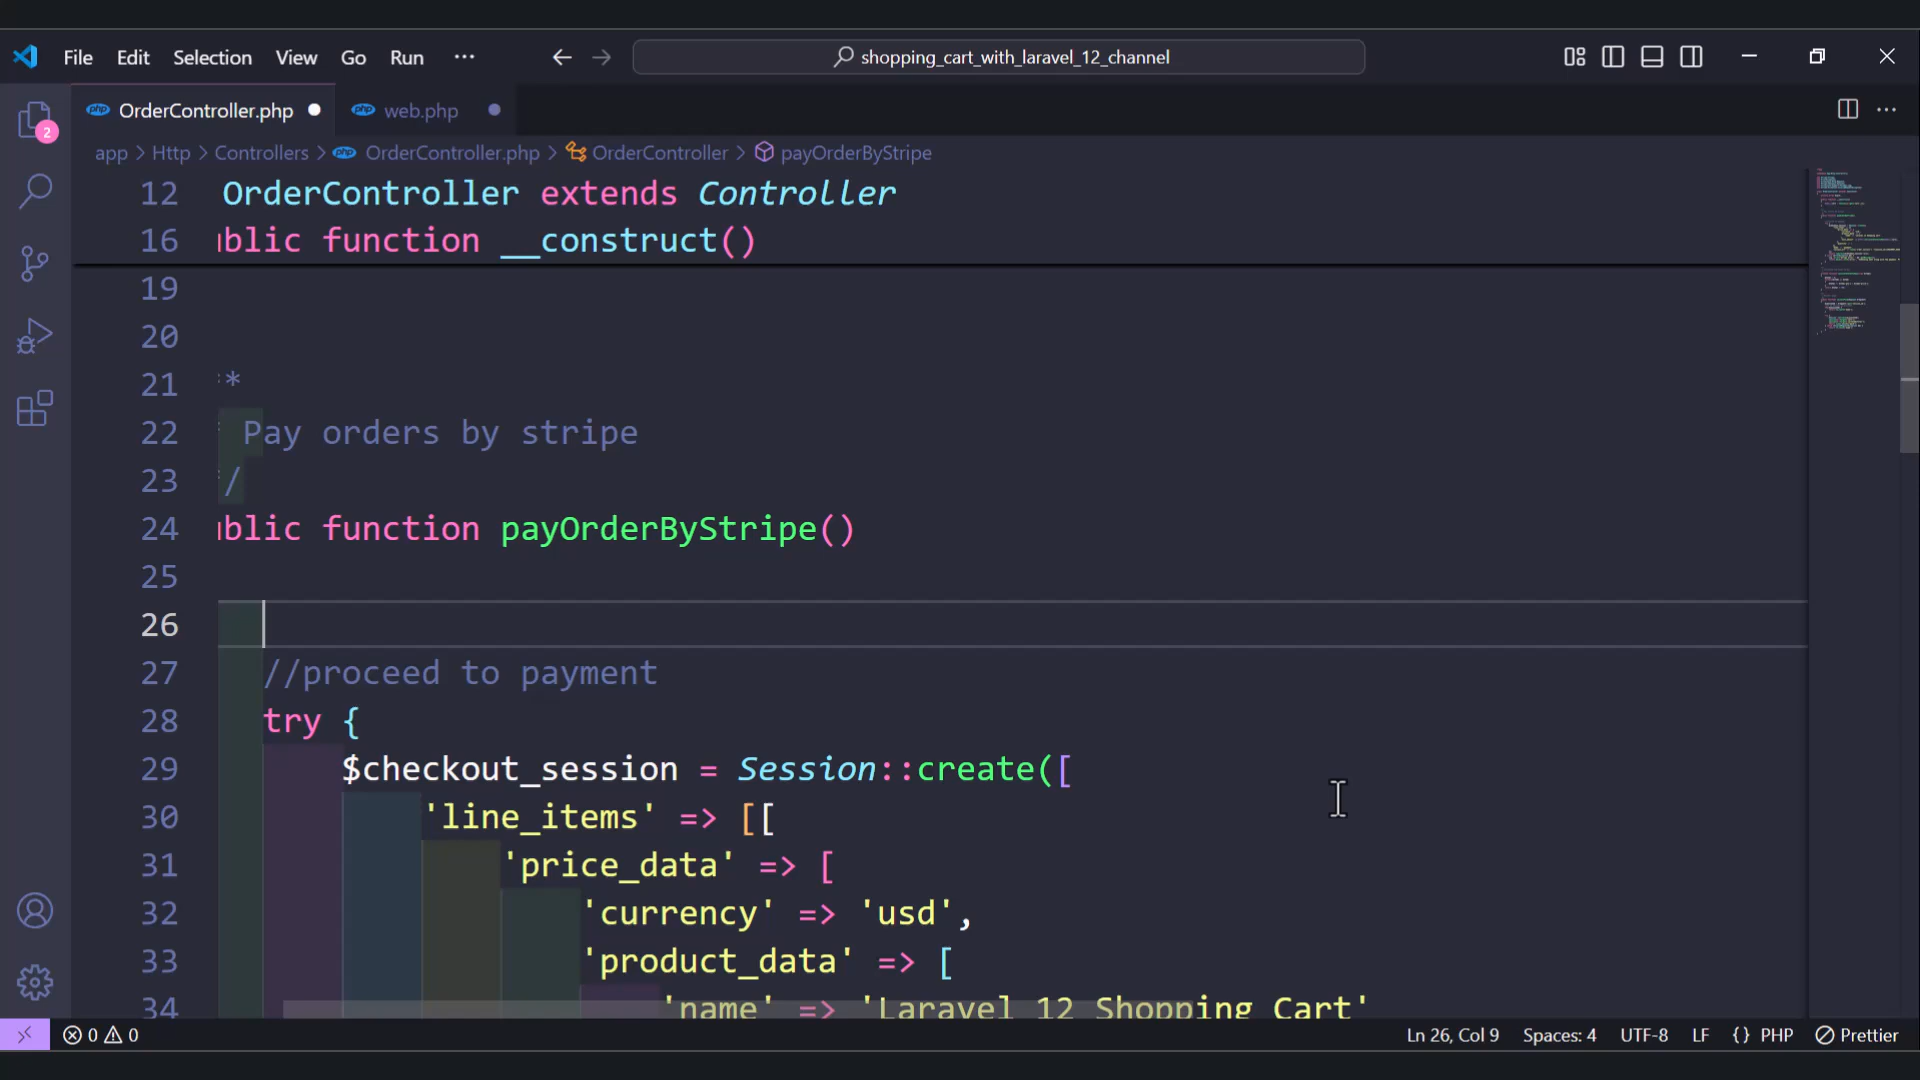 File Edit Selection View Go Run ··· shopping_cart_with_laravel_12_channel
OrderController.php web.php
2
app > Http > Controllers > OrderController.php > OrderController > payOrderByStripe
12 OrderController extends Controller
16 blic function __construct()
19
20
21 *
22 Pay orders by stripe
23 /
24 blic function payOrderByStripe()
25
26
27 //proceed to payment
28 try {
29 $checkout_session = Session::create([
30 'line_items' => [[
31 'price_data' => [
32 'currency' => 'usd',
33 'product_data' => [
34 'name' => 'Laravel 12 Shopping Cart'
0 0 Ln 26, Col 9 Spaces: 4 UTF-8 LF {} PHP Prettier